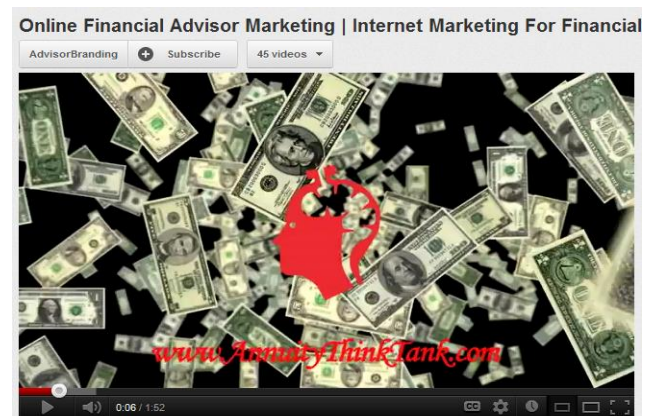 Online Financial Advisor Marketing | Internet Marketing For Financial
AdvisorBranding Subscribe 45 videos
www.AnnuityThinkTank.com
0:06 / 1:52 CC